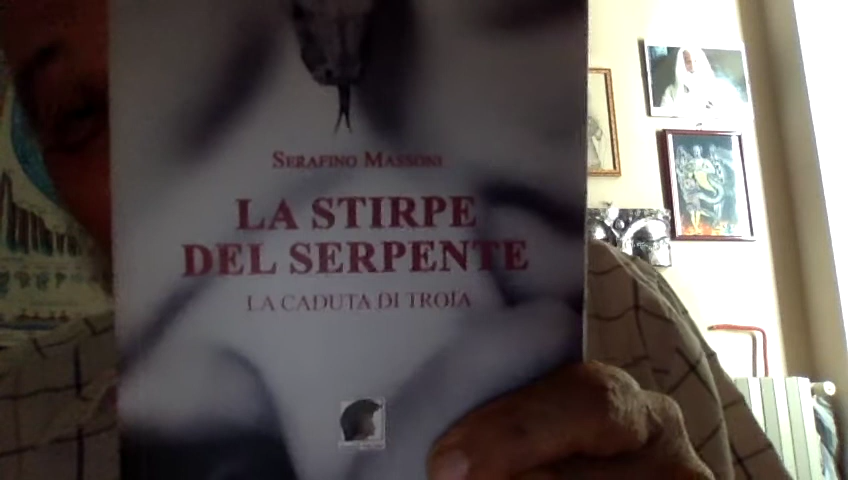 SERAFINO MASSONI
LA STIRPE
DEL SERPENTE
LA CADUTA DI TROIA